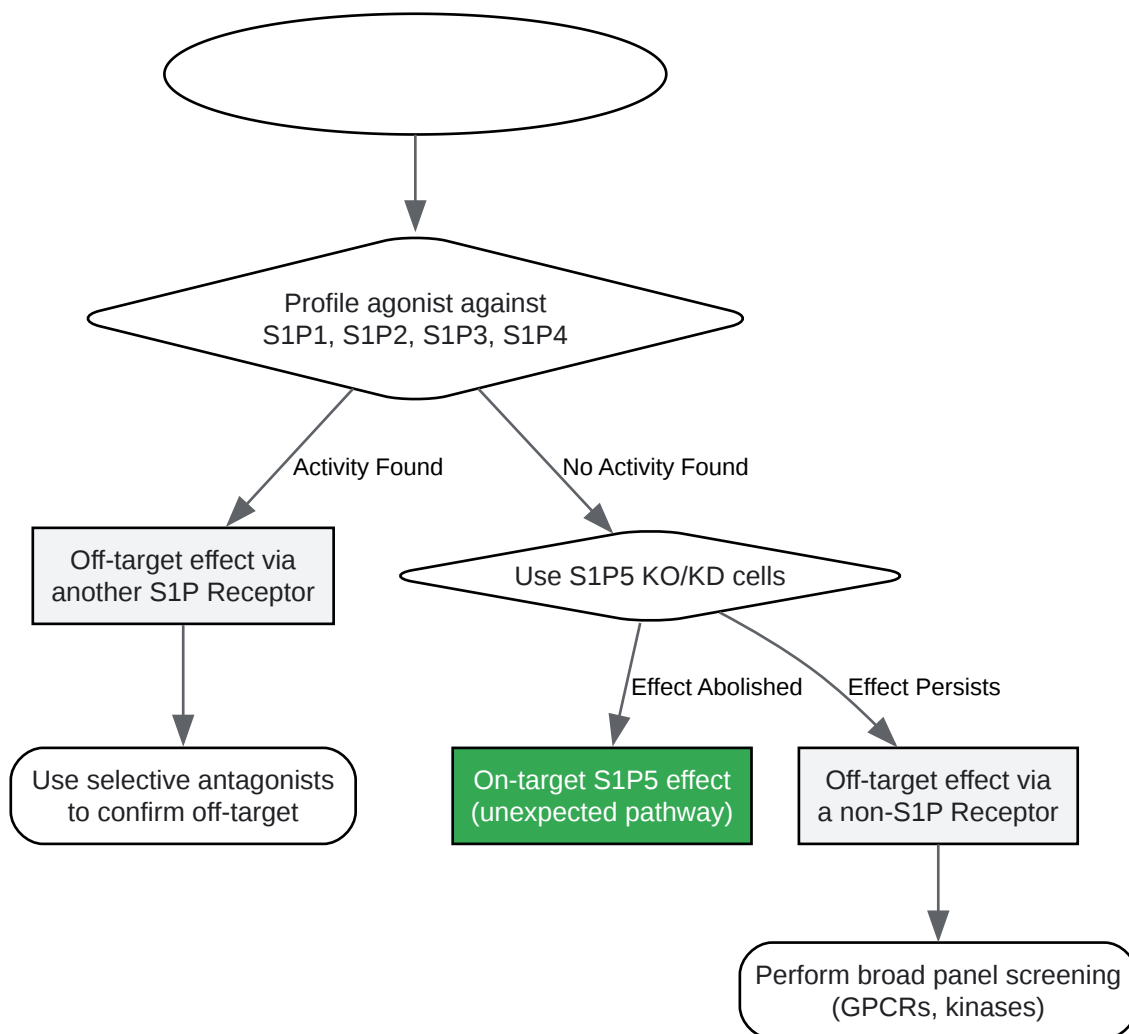 Profile agonist against
S1P1, S1P2, S1P3, S1P4
Activity Found
No Activity Found
Off-target effect via
another S1P Receptor
Use S1P5 KO/KD cells
Effect Abolished
Effect Persists
Use selective antagonists
to confirm off-target
On-target S1P5 effect
(unexpected pathway)
Off-target effect via
a non-S1P Receptor
Perform broad panel screening
(GPCRs, kinases)